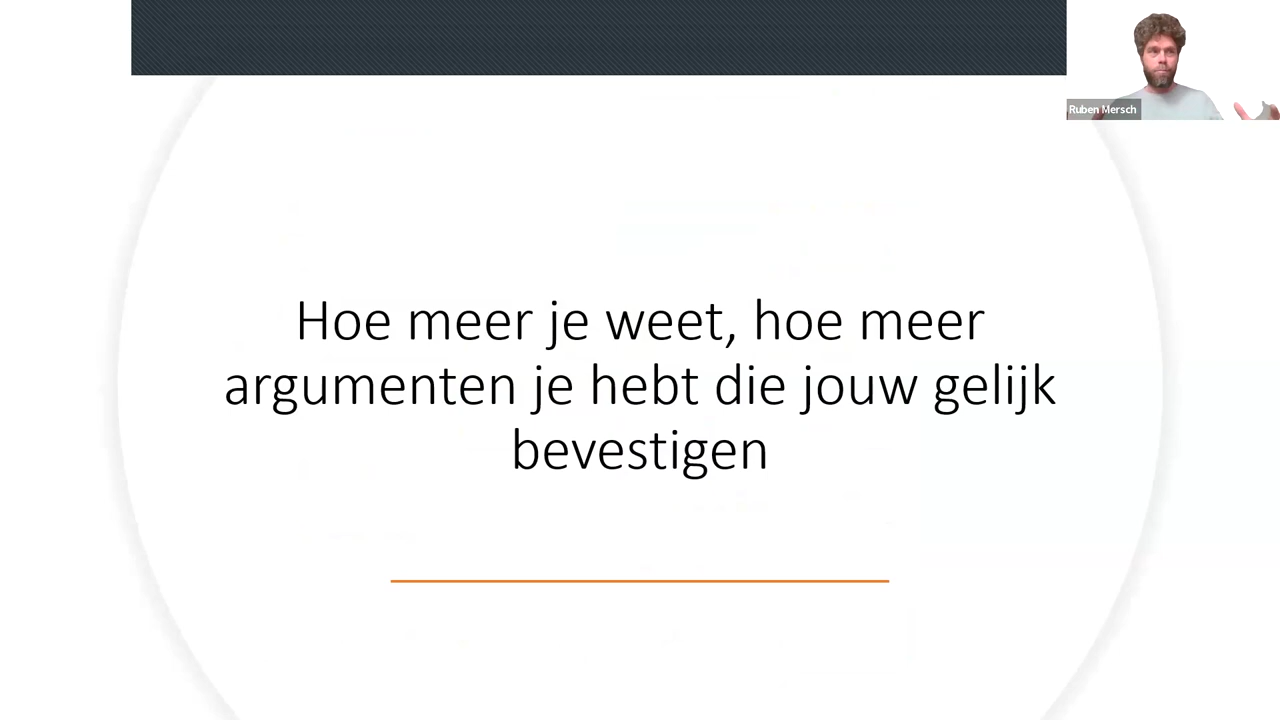 Ruben Mersch
Hoe meer je weet, hoe meer
argumenten je hebt die jouw gelijk
bevestigen